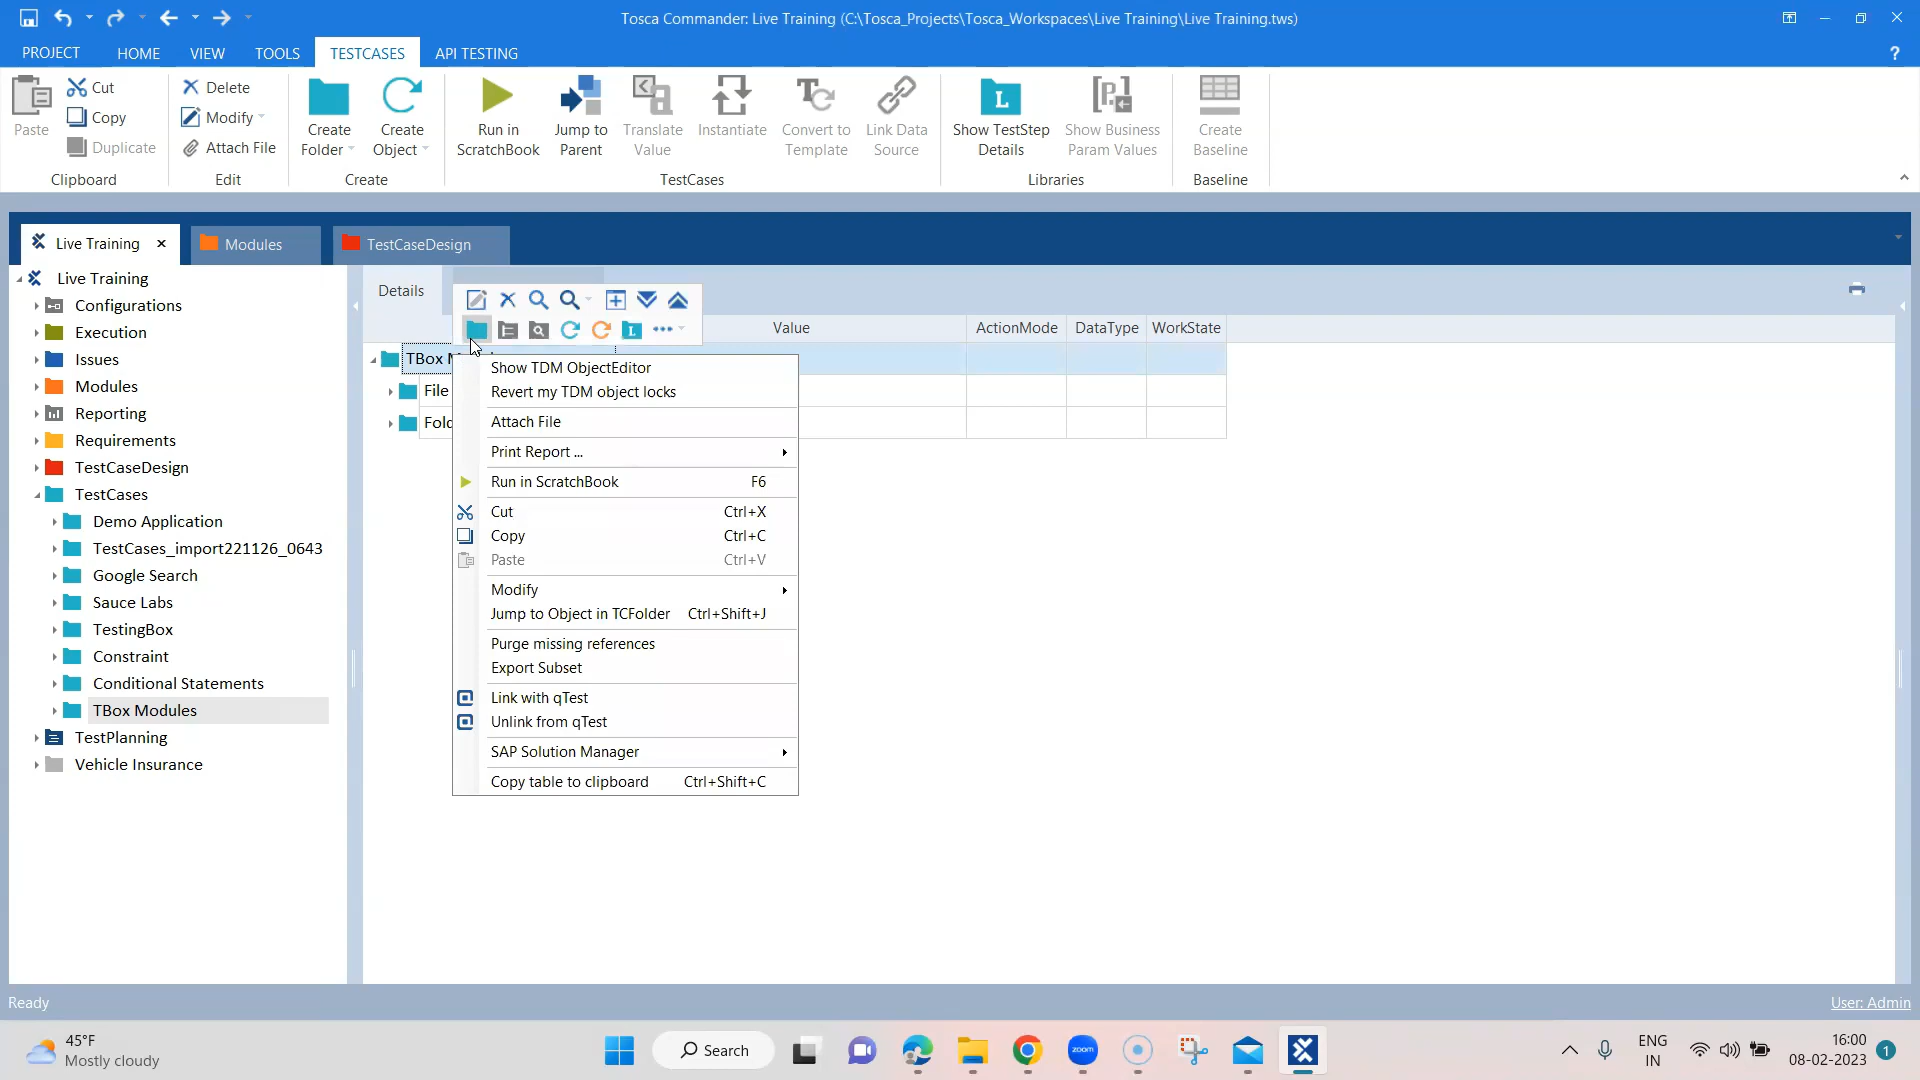 Tosca Commander: Live Training (C:\Tosca_Projects\Tosca_Workspaces\Live Training\Live Training.tws)
PROJECT HOME VIEW TOOLS TESTCASES API TESTING ?
Paste
Cut
Copy
Duplicate
Clipboard
Delete
Modify
Attach File
Edit
Create Folder
Create Object
Create
Run in ScratchBook
Jump to Parent
Translate Value
Instantiate
Convert to Template
Link Data Source
TestCases
L
Show TestStep Details
Show Business Param Values
Libraries
Create Baseline
Baseline
Live Training
Modules
TestCaseDesign
Live Training
Configurations
Execution
Issues
Modules
Reporting
Requirements
TestCaseDesign
TestCases
Demo Application
TestCases_import221126_0643
Google Search
Sauce Labs
TestingBox
Constraint
Conditional Statements
TBox Modules
TestPlanning
Vehicle Insurance
Details
L
Value ActionMode DataType WorkState
TBox
File
Show TDM ObjectEditor
Revert my TDM object locks
Attach File
Print Report ...
Run in ScratchBook F6
Cut Ctrl+X
Copy Ctrl+C
Paste Ctrl+V
Modify
Jump to Object in TCFolder Ctrl+Shift+J
Purge missing references
Export Subset
Link with qTest
Unlink from qTest
SAP Solution Manager
Copy table to clipboard Ctrl+Shift+C
Ready
User: Admin
45°F
Mostly cloudy
Search
zoom
ENG
IN
16:00
08-02-2023
1